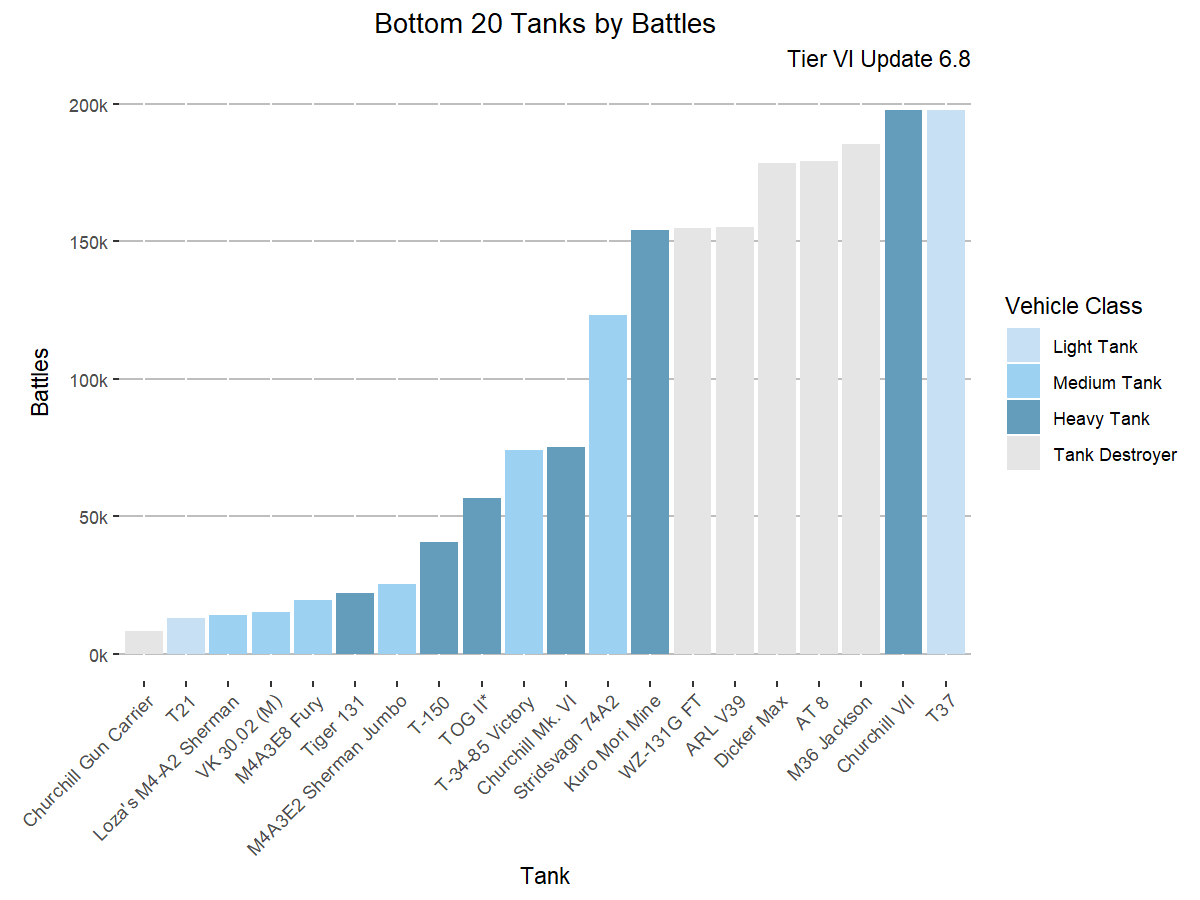 Bottom 20 Tanks by Battles
Tier VI Update 6.8
200k
150k
100k
50k
0k
Battles
Churchill Gun Carrier
T21
Loza's M4-A2 Sherman
VK 30.02 (M)
M4A3E8 Fury
Tiger 131
M4A3E2 Sherman Jumbo
T-150
TOG II*
T-34-85 Victory
Churchill Mk. VI
Stridsvagn 74A2
Kuro Mori Mine
WZ-131G FT
ARL V39
Dicker Max
AT 8
M36 Jackson
Churchill VII
T37
Tank
Vehicle Class
Light Tank
Medium Tank
Heavy Tank
Tank Destroyer